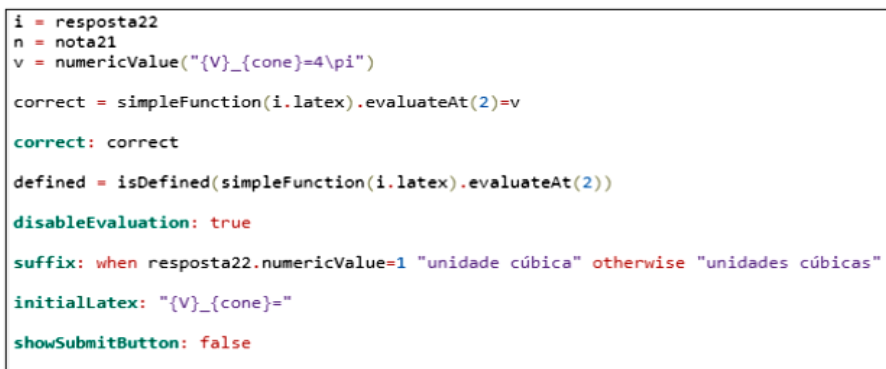 i = resposta22
n = nota21
v = numericValue("{V}_{cone}=4\pi")
correct = simpleFunction(i.latex).evaluateAt(2)=v
correct: correct
defined = isDefined(simpleFunction(i.latex).evaluateAt(2))
disableEvaluation: true
suffix: when resposta22.numericValue=1 "unidade cúbica" otherwise "unidades cúbicas"
initialLatex: "{V}_{cone}="
showSubmitButton: false